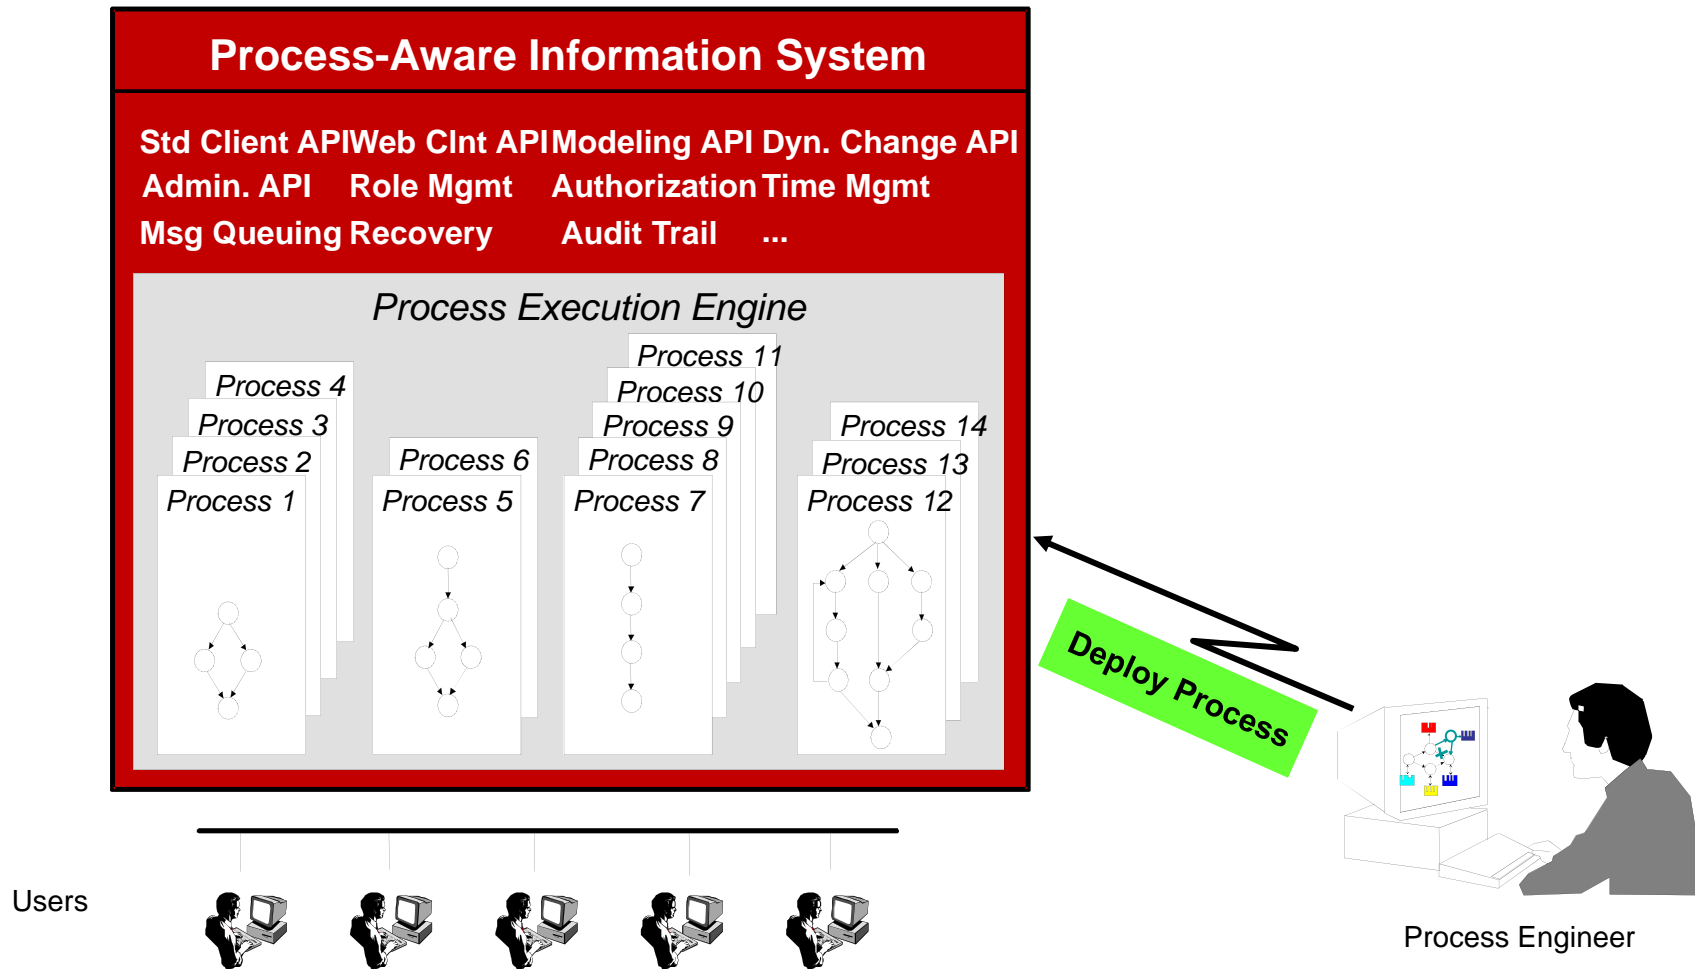 Process-Aware Information System
Std Client API Web Clnt API Modeling API Dyn. Change API
Admin. API Role Mgmt Authorization Time Mgmt
Msg Queuing Recovery Audit Trail ...
Process Execution Engine
Process 4
Process 3
Process 2
Process 1
Process 6
Process 5
Process 11
Process 10
Process 9
Process 8
Process 7
Process 14
Process 13
Process 12
Deploy Process
Users
Process Engineer